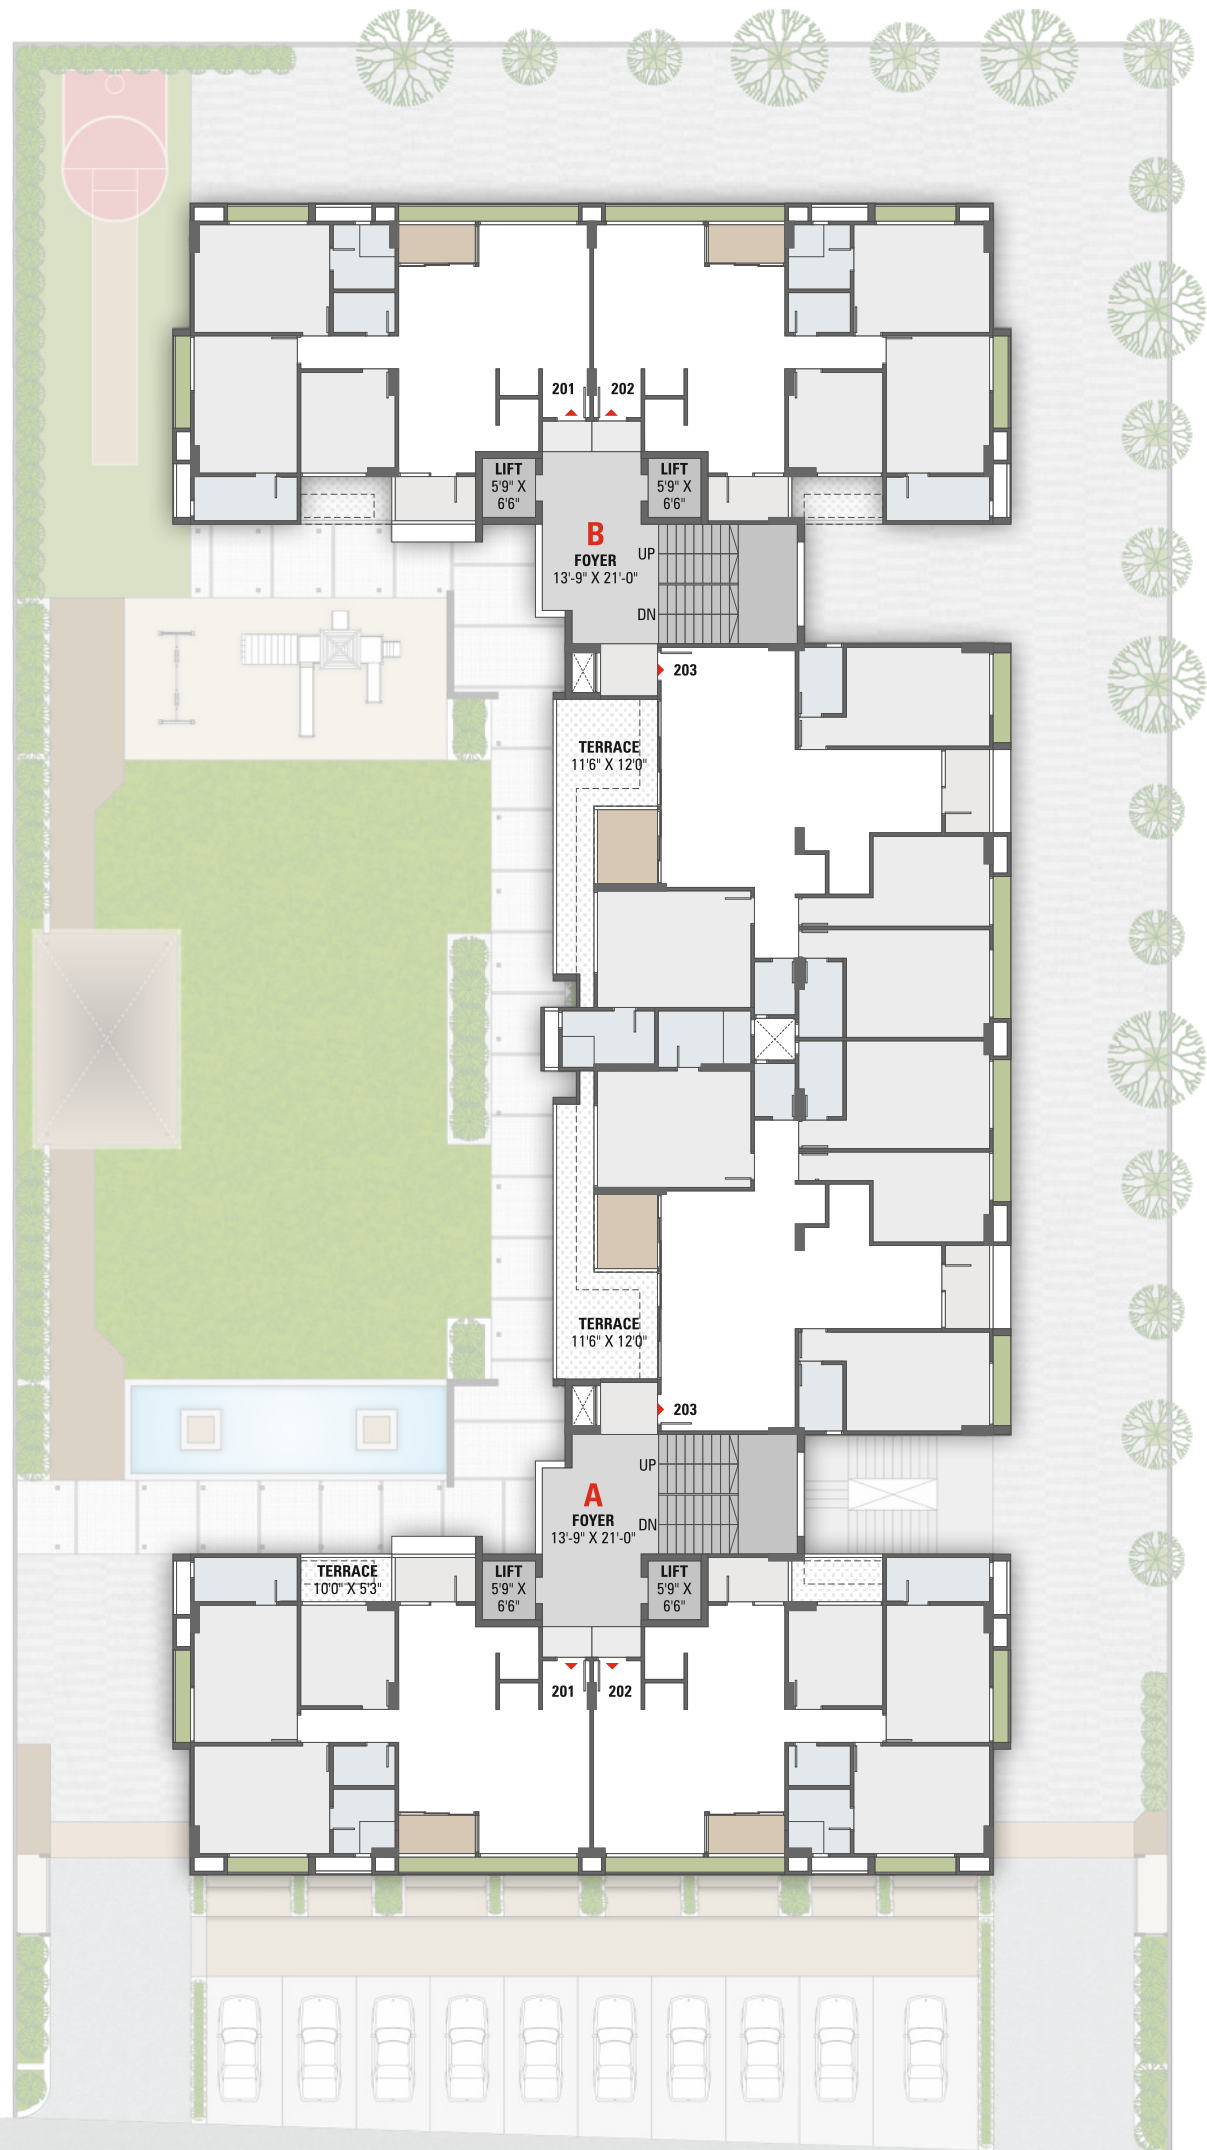 201
202
LIFT
5'9" X
6'6"
LIFT
5'9" X
6'6"
B
FOYER
13'-9" X 21'-0"
UP
DN
203
TERRACE
11'6" X 12'0"
TERRACE
11'6" X 12'0"
203
UP
A
FOYER
13'-9" X 21'-0"
DN
TERRACE
10'0" X 5'3"
LIFT
5'9" X
6'6"
LIFT
5'9" X
6'6"
201
202